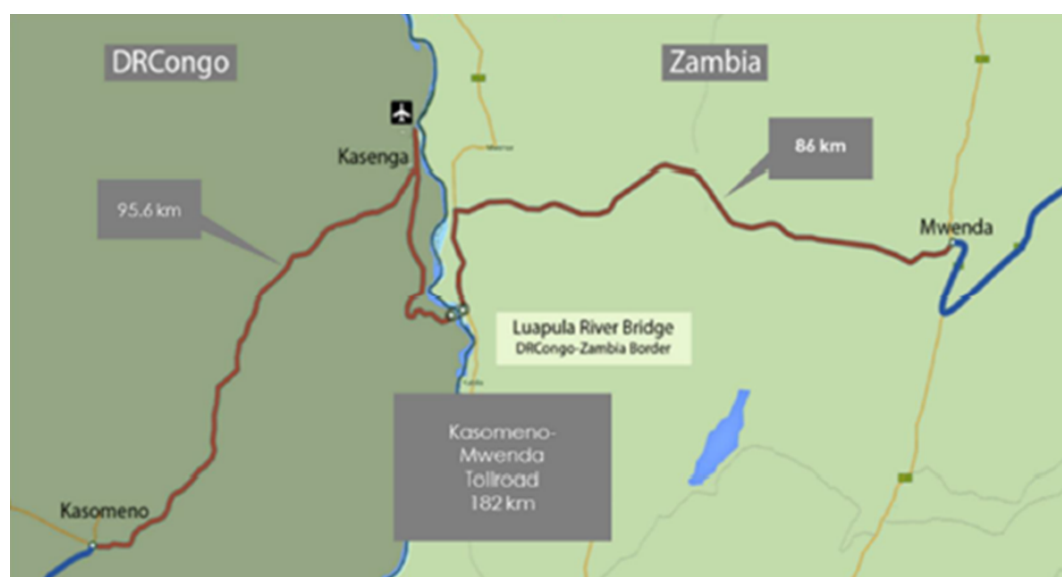 DRCongo
Zambia
86 km
Kasenga
95.6 km
Mwenda
Luapula River Bridge
DRCongo-Zambia Border
Kasomeno-
Mwenda
Tollroad
182 km
Kasomeno